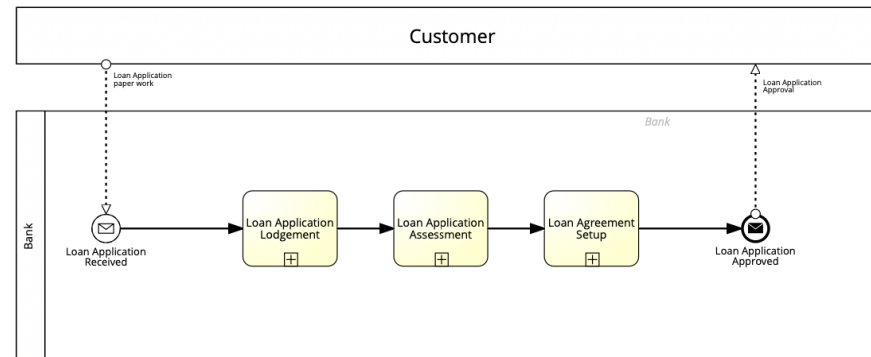 Customer
Loan Application
paper work
Loan Application
Approval
Bank
Bank
Loan Application
Received
Loan Application
Lodgement
Loan Application
Assessment
Loan Agreement
Setup
Loan Application
Approved